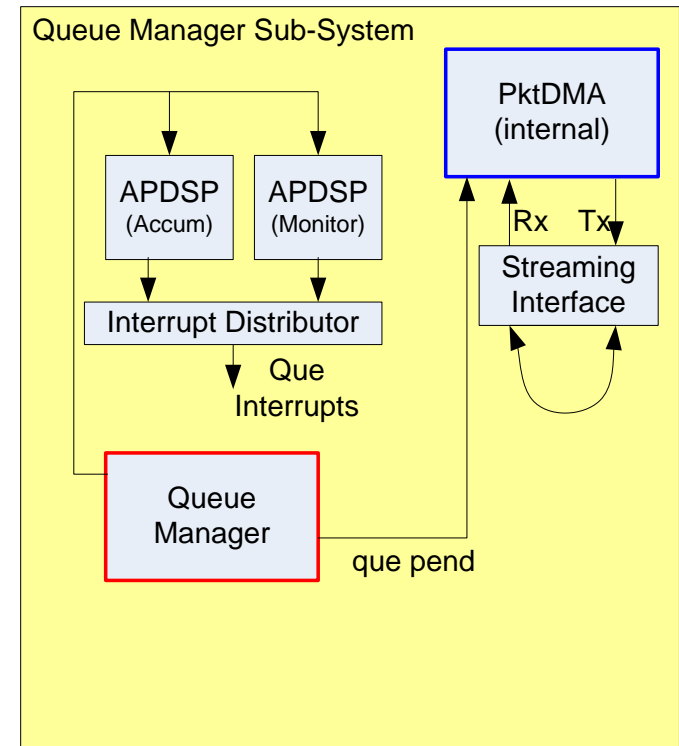 Queue Manager Sub-System
PktDMA
(internal)
APDSP
(Accum)
APDSP
(Monitor)
Rx
Tx
Streaming
Interface
Interrupt Distributor
Que
Interrupts
Queue
Manager
que pend